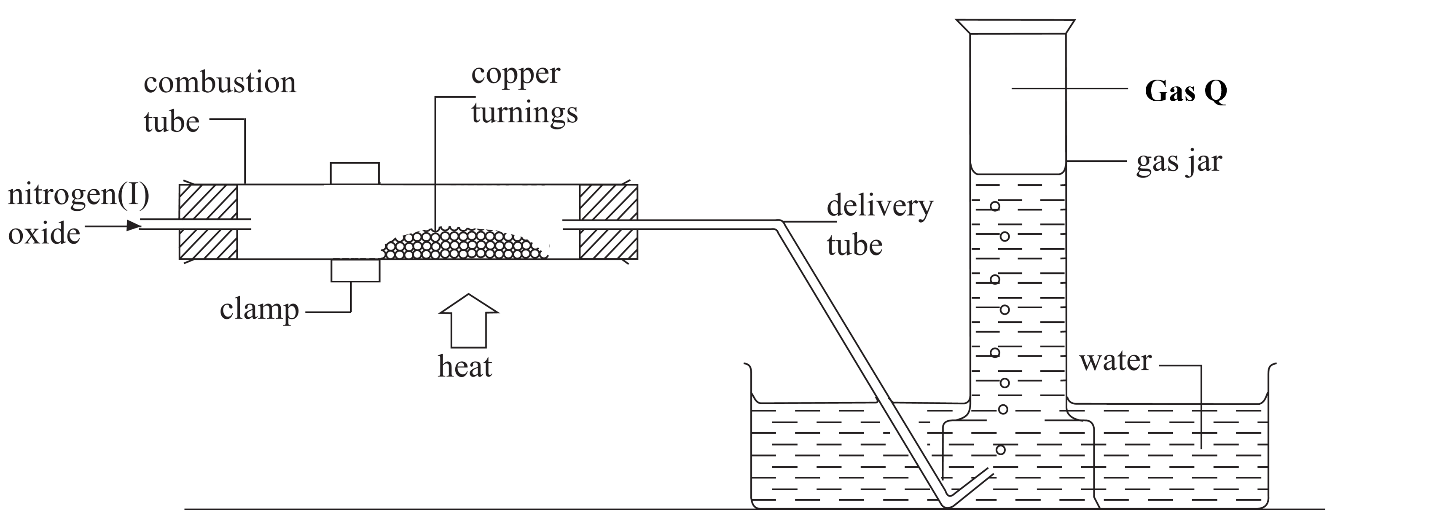 combustion
tube
copper
turnings
Gas Q
gas jar
nitrogen(I)
oxide
delivery
tube
clamp
heat
water